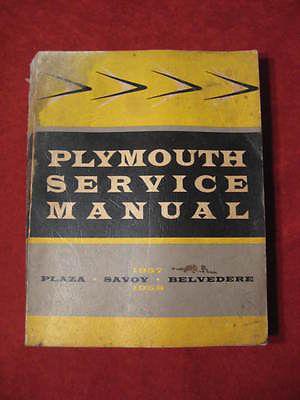 PLYMOUTH
SERVICE
MANUAL
1957
PLAZA · SAVOY · BELVEDERE
1958